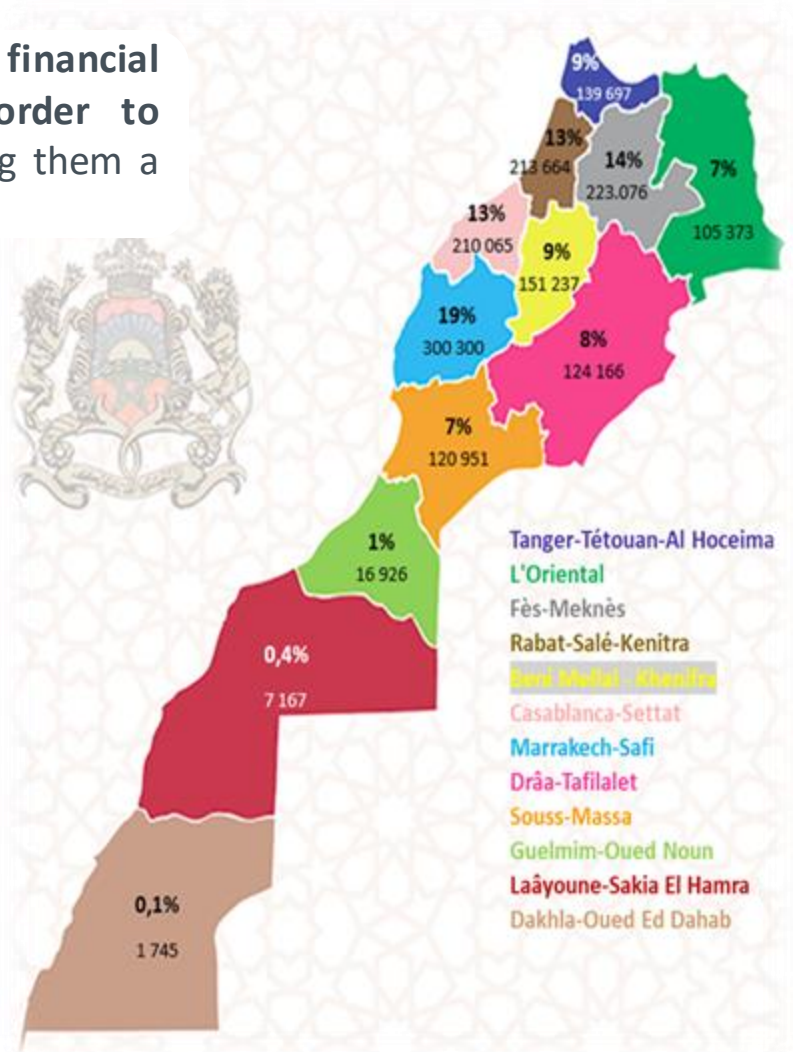 financial
order to
g them a
9%
139 697
13%
213 664
14%
223.076
7%
105 373
13%
210 065
9%
151 237
19%
300 300
8%
124 166
7%
120 951
1%
16 926
0,4%
7 167
0,1%
1 745
Tanger-Tétouan-Al Hoceima
L'Oriental
Fès-Meknès
Rabat-Salé-Kenitra
Beni Mellal - Khenifra
Casablanca-Settat
Marrakech-Safi
Drâa-Tafilalet
Souss-Massa
Guelmim-Oued Noun
Laâyoune-Sakia El Hamra
Dakhla-Oued Ed Dahab